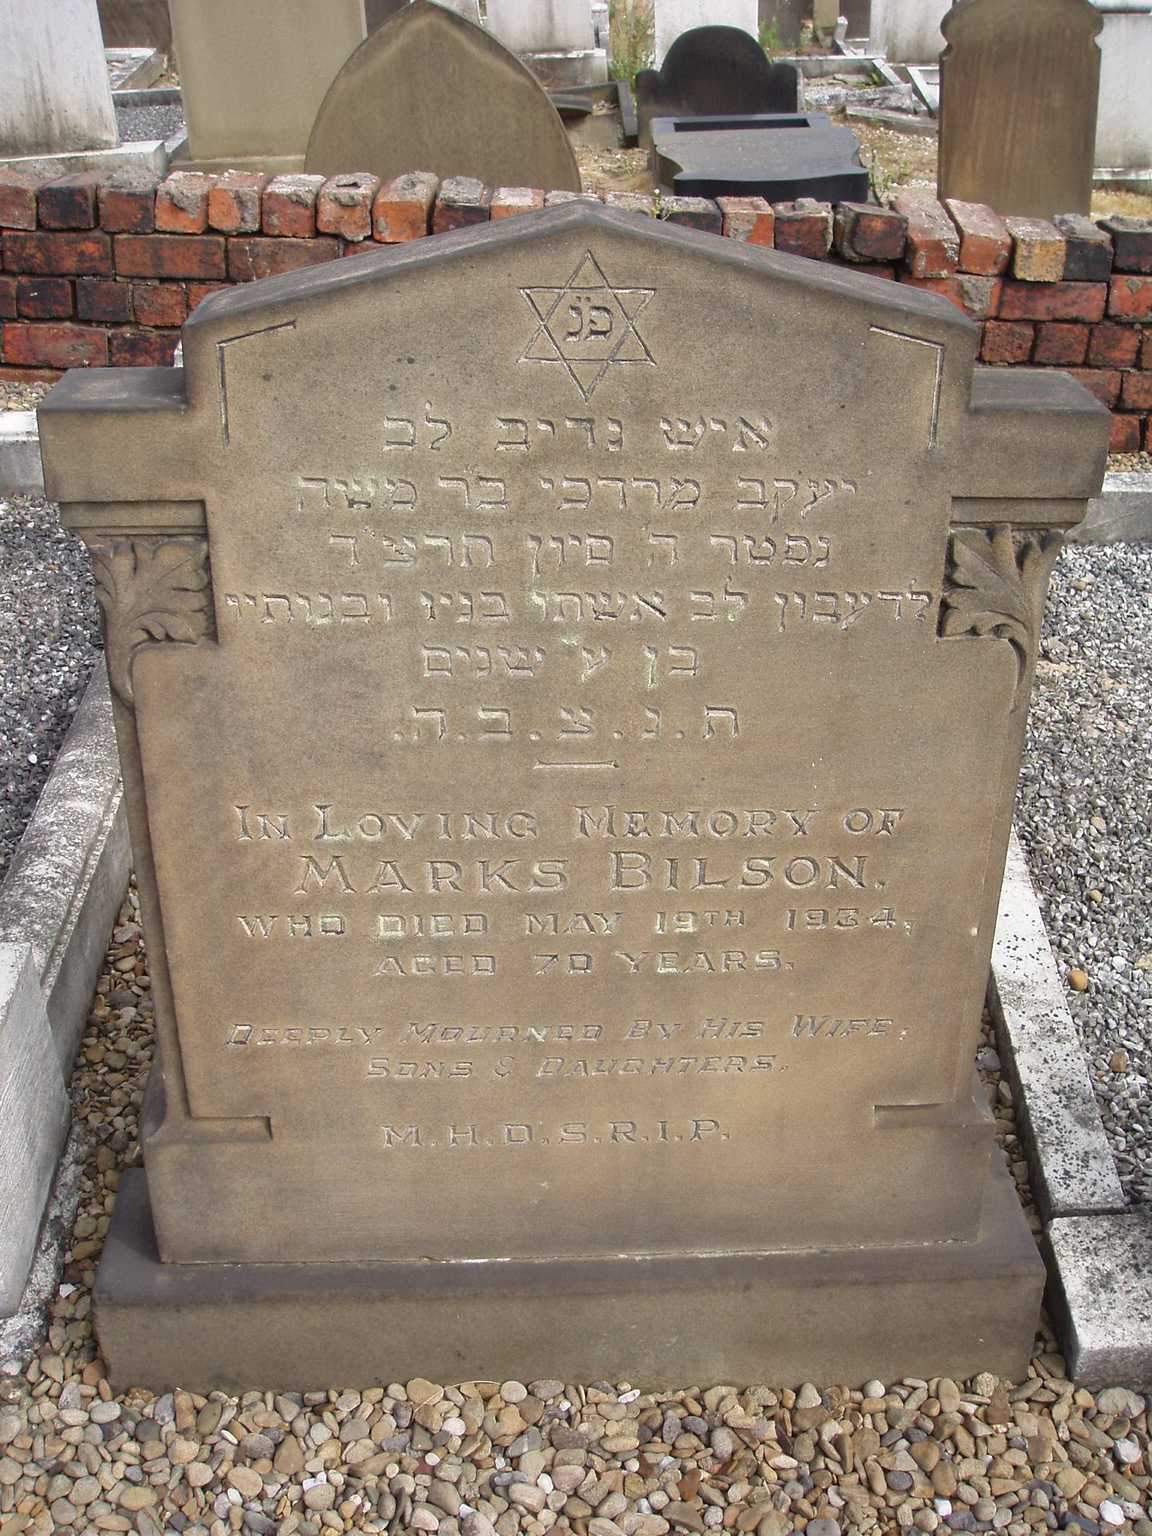 פ״נ
איש נדיב לב
יעקב מרדכי בר משה
נפטר ה׳ סיון תרצ״ד
לדעבון לב אשתו בניו ובנותיו
בן ע׳ שנים
ת.נ.צ.ב.ה.
IN LOVING MEMORY OF
MARKS BILSON.
WHO DIED MAY 19TH 1934,
AGED 70 YEARS.
DEEPLY MOURNED BY HIS WIFE,
SONS & DAUGHTERS.
M.H.D.S.R.I.P.